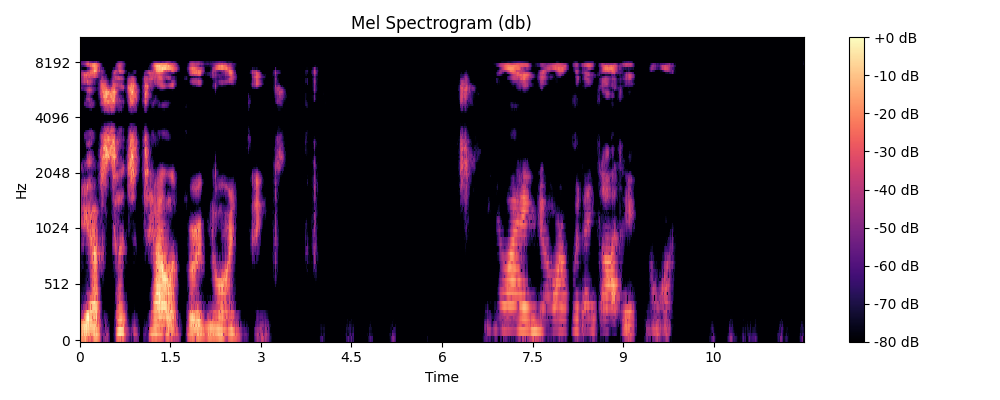 Mel Spectrogram (db)
8192
4096
2048
1024
512
0
Hz
0 1.5 3 4.5 6 7.5 9 10
Time
+0 dB
-10 dB
-20 dB
-30 dB
-40 dB
-50 dB
-60 dB
-70 dB
-80 dB